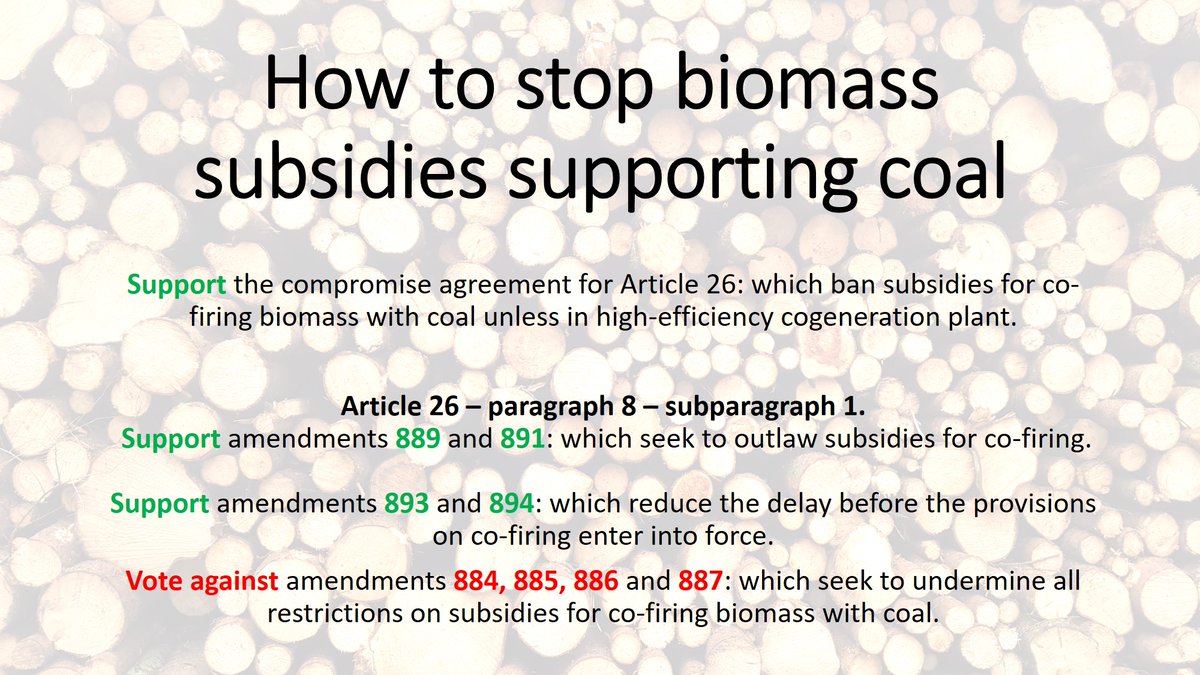 How to stop biomass
subsidies supporting coal
Support the compromise agreement for Article 26: which ban subsidies for co-
firing biomass with coal unless in high-efficiency cogeneration plant.
Article 26 – paragraph 8 – subparagraph 1.
Support amendments 889 and 891: which seek to outlaw subsidies for co-firing.
Support amendments 893 and 894: which reduce the delay before the provisions
on co-firing enter into force.
Vote against amendments 884, 885, 886 and 887: which seek to undermine all
restrictions on subsidies for co-firing biomass with coal.